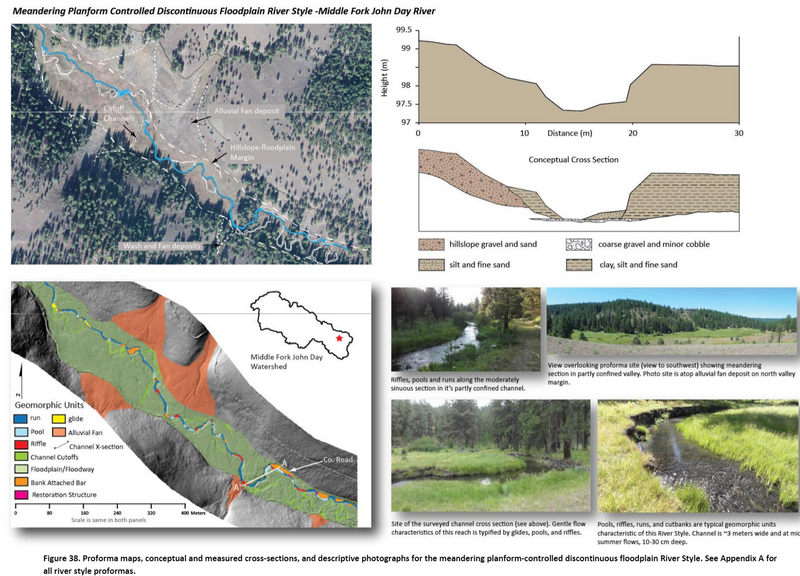 Meandering Planform Controlled Discontinuous Floodplain River Style -Middle Fork John Day River
Cutoff
Channels
Alluvial Fan deposit
Hillslope-floodplain
Margin
Wash and Fan deposits
99.5
99
98
97.5
97
Height (m)
0
10
Distance (m)
20
30
Conceptual Cross Section
hillslope gravel and sand
coarse gravel and minor cobble
silt and fine sand
clay, silt and fine sand
Middle Fork John Day
Watershed
N
Geomorphic Units
run
glide
Pool
Alluvial Fan
Riffle
Channel X-section
Channel Cutoffs
Floodplain/Floodway
Bank Attached Bar
Restoration Structure
A
A
Co. Road
0
80
160
240
320
400 Meters
Scale is same in both panels
Riffles, pools and runs along the moderately
sinuous section in it's partly confined channel.
View overlooking proforma site (view to southwest) showing meandering
section in partly confined valley. Photo site is atop alluvial fan deposit on north valley
margin.
Site of the surveyed channel cross section (see above). Gentle flow
characteristics of this reach is typified by glides, pools, and riffles.
Pools, riffles, runs, and cutbanks are typical geomorphic units
characteristic of this River Style. Channel is ~3 meters wide and at mid
summer flows, 10-30 cm deep.
Figure 38. Proforma maps, conceptual and measured cross-sections, and descriptive photographs for the meandering planform-controlled discontinuous floodplain River Style. See Appendix A for
all river style proformas.